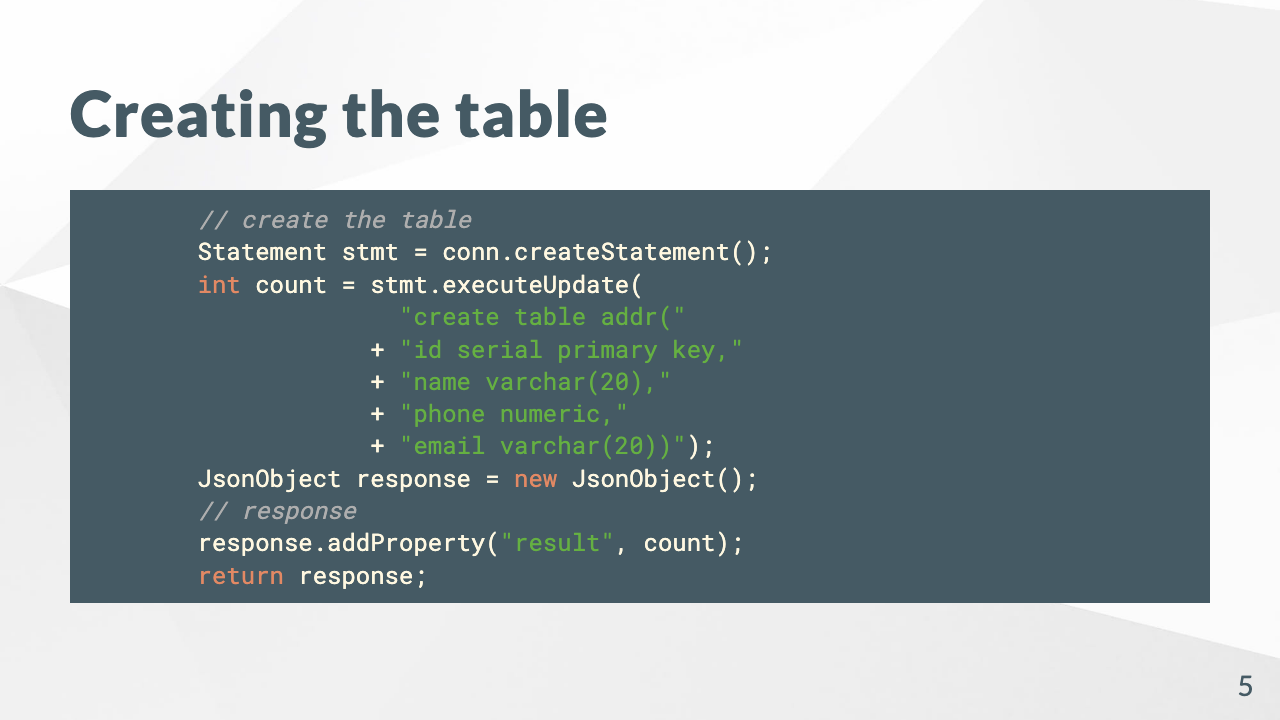 Creating the table
// create the table
Statement stmt = conn.createStatement();
int count = stmt.executeUpdate(
"create table addr("
+ "id serial primary key,"
+ "name varchar(20),"
+ "phone numeric,"
+ "email varchar(20))");
JsonObject response = new JsonObject();
// response
response.addProperty("result", count);
return response;
5